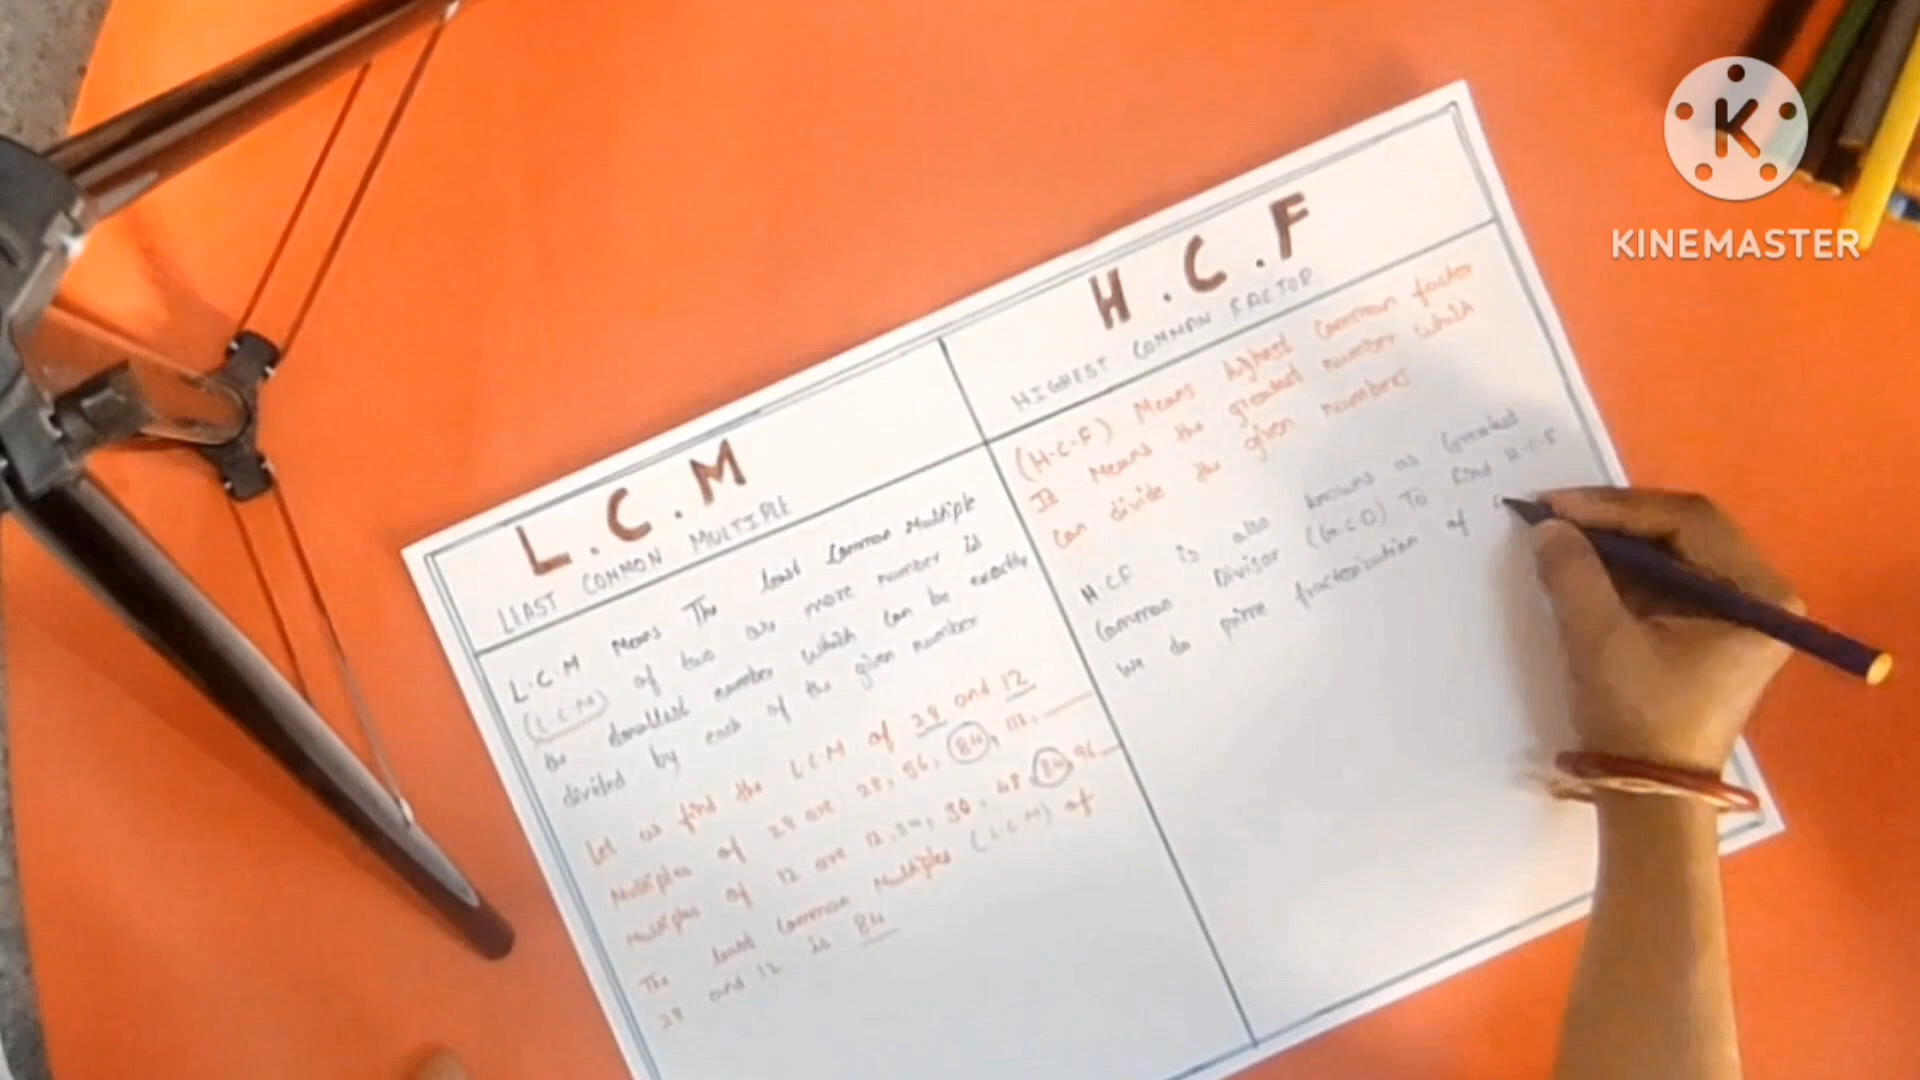 L.C.M
LEAST COMMON MULTIPLE
L.C.M Means The least Common Multiple
(L.C.M) of two or more number is
the smallest number which can be exactly
divided by each of the given number
Let us find the L.C.M of 28 and 12
Multiples of 28 are 28, 56, 84, 112,
Multiples of 12 are 12, 24, 36, 48, 84, 96
The least Common Multiples (L.C.M) of
28 and 12 is 84
H.C.F
HIGHEST COMMON FACTOR
(H.C.F) Means highest Common factor
It Means the greatest number which
Can divide the given numbers
H.C.F is also knowns as Greatest
Common Divisor (G.C.D) To find H.C.F
We do prime fractorization of
K
KINEMASTER